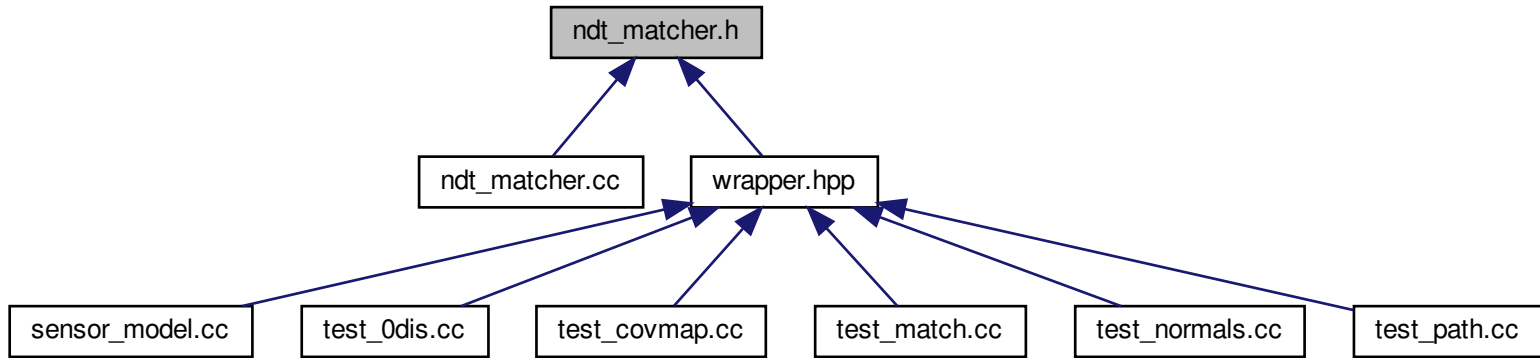 ndt_matcher.h
ndt_matcher.cc
wrapper.hpp
sensor_model.cc
test_0dis.cc
test_covmap.cc
test_match.cc
test_normals.cc
test_path.cc